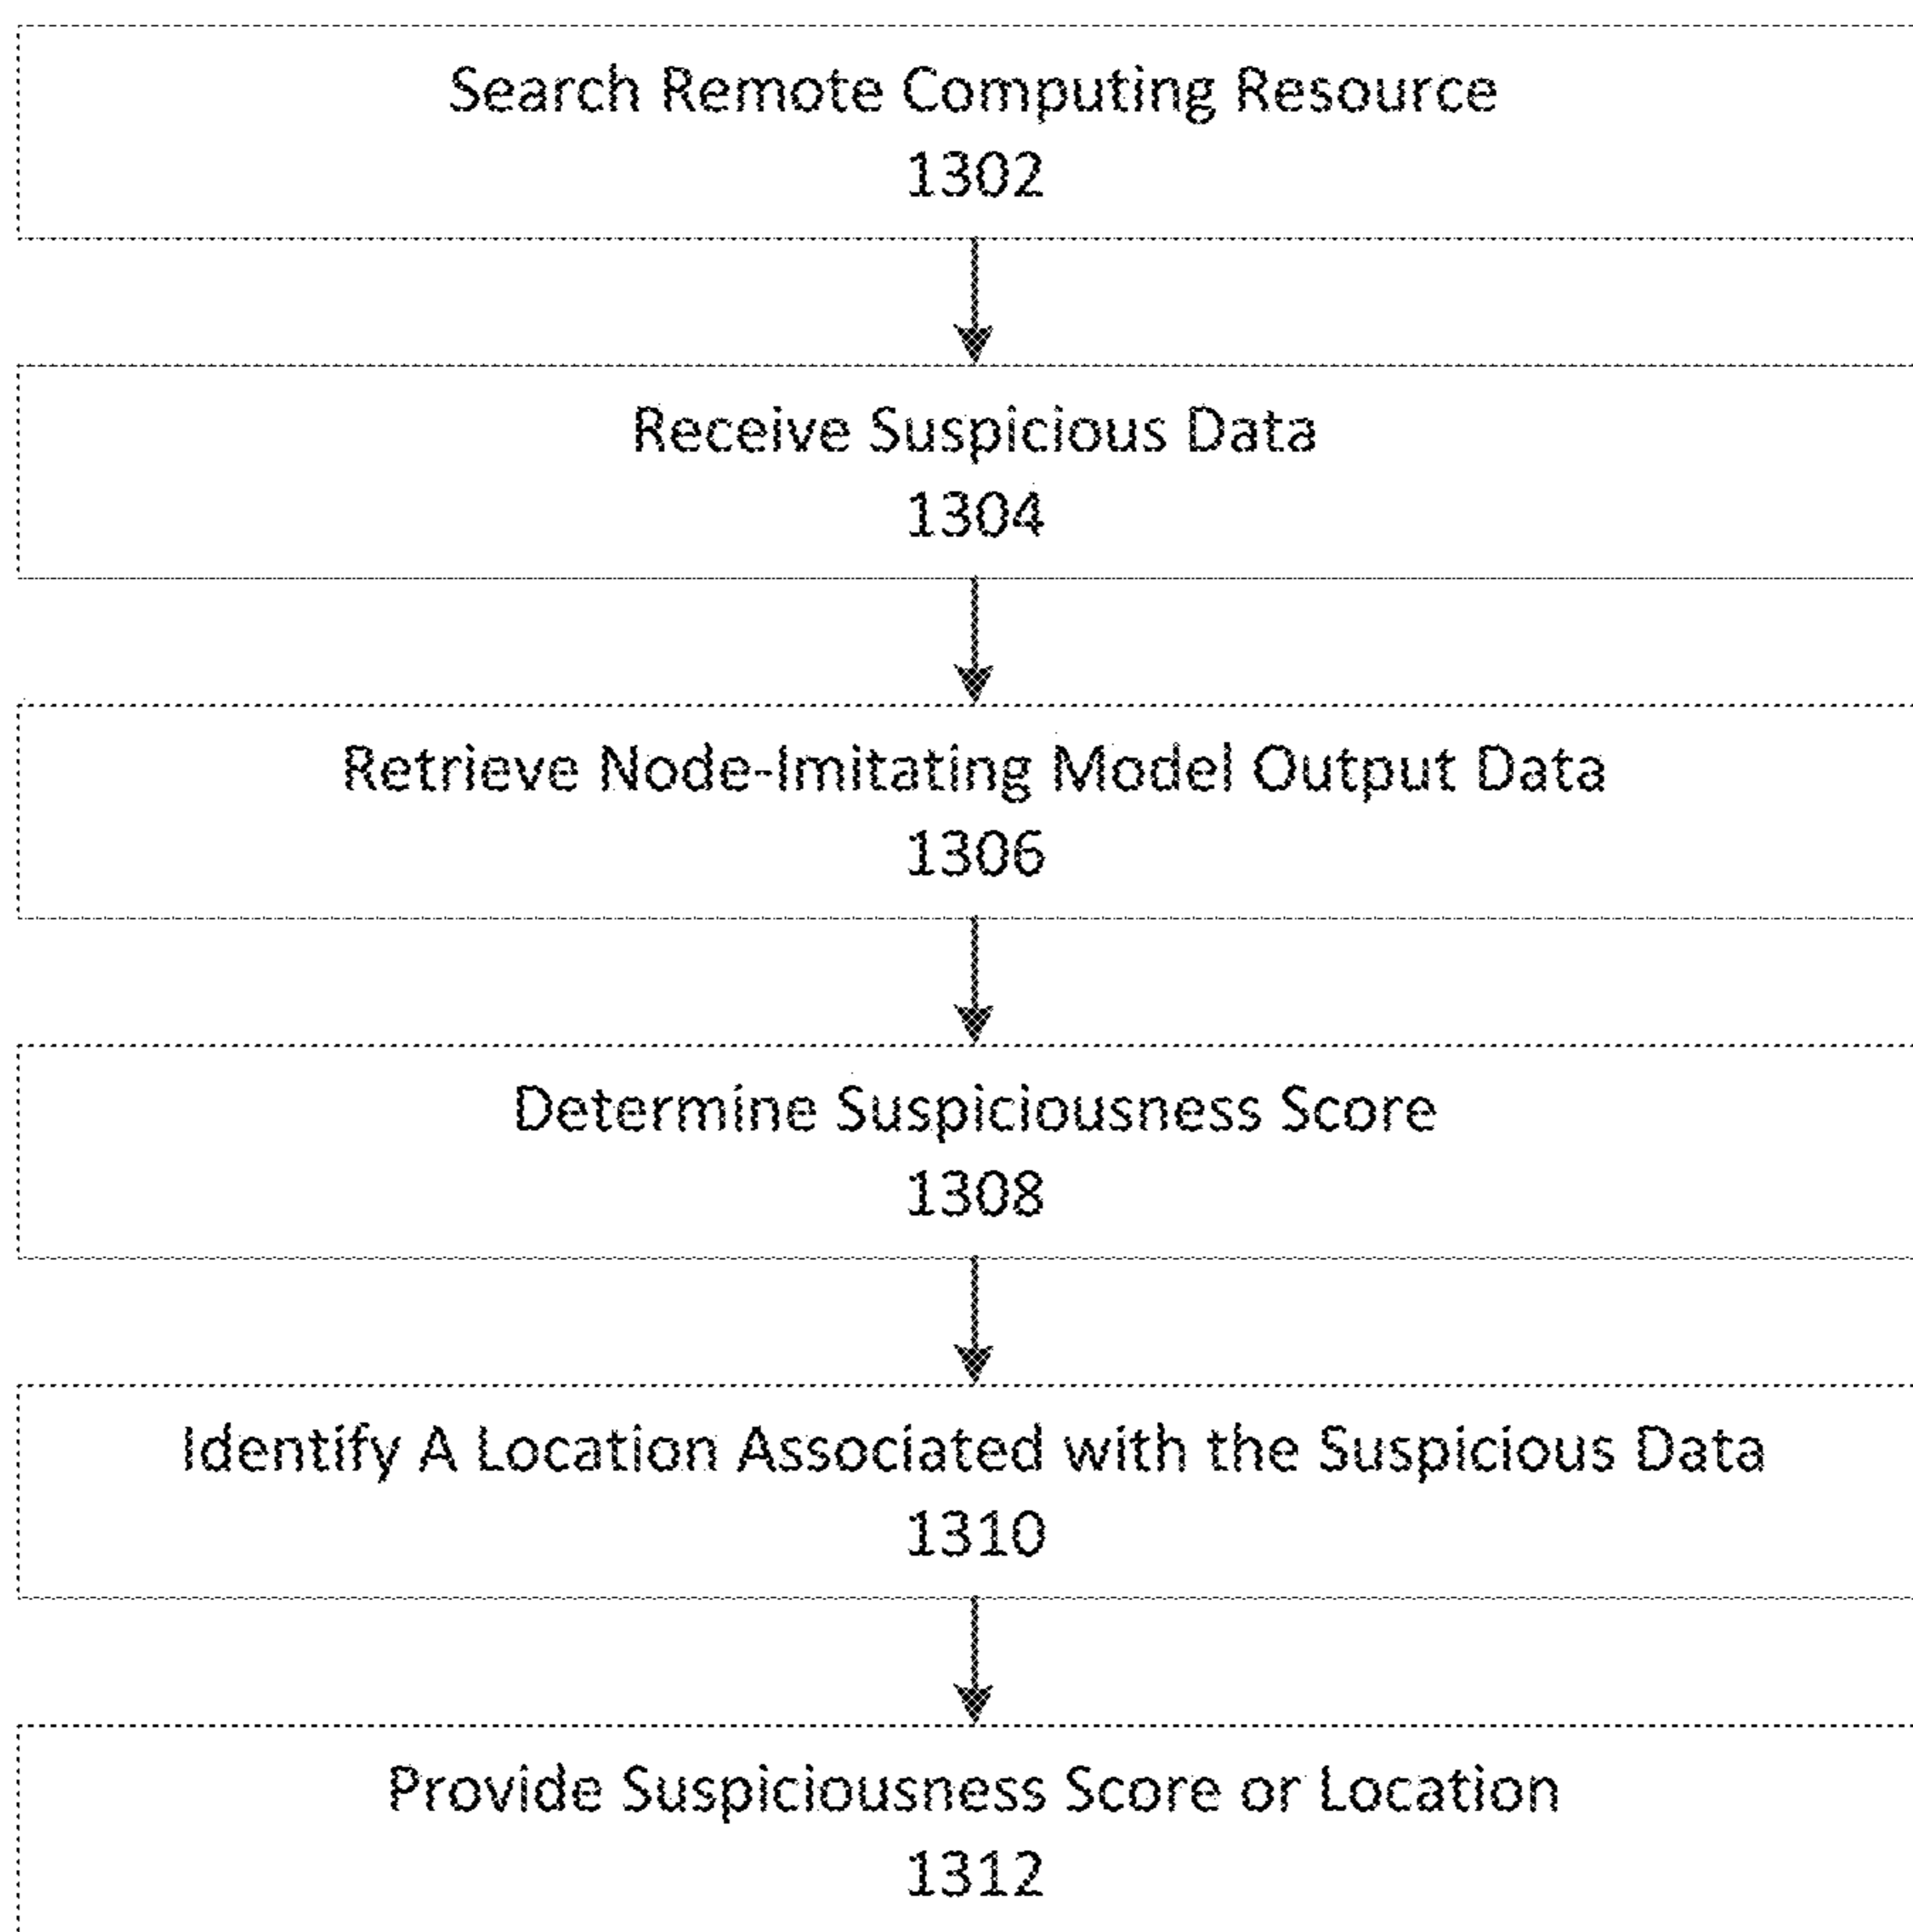 Search Remote Computing Resource
1302
Receive Suspicious Data
1304
Retrieve Node-Imitating Model Output Data
1306
Determine Suspiciousness Score
1308
Identify A Location Associated with the Suspicious Data
1310
Provide Suspiciousness Score or Location
1312